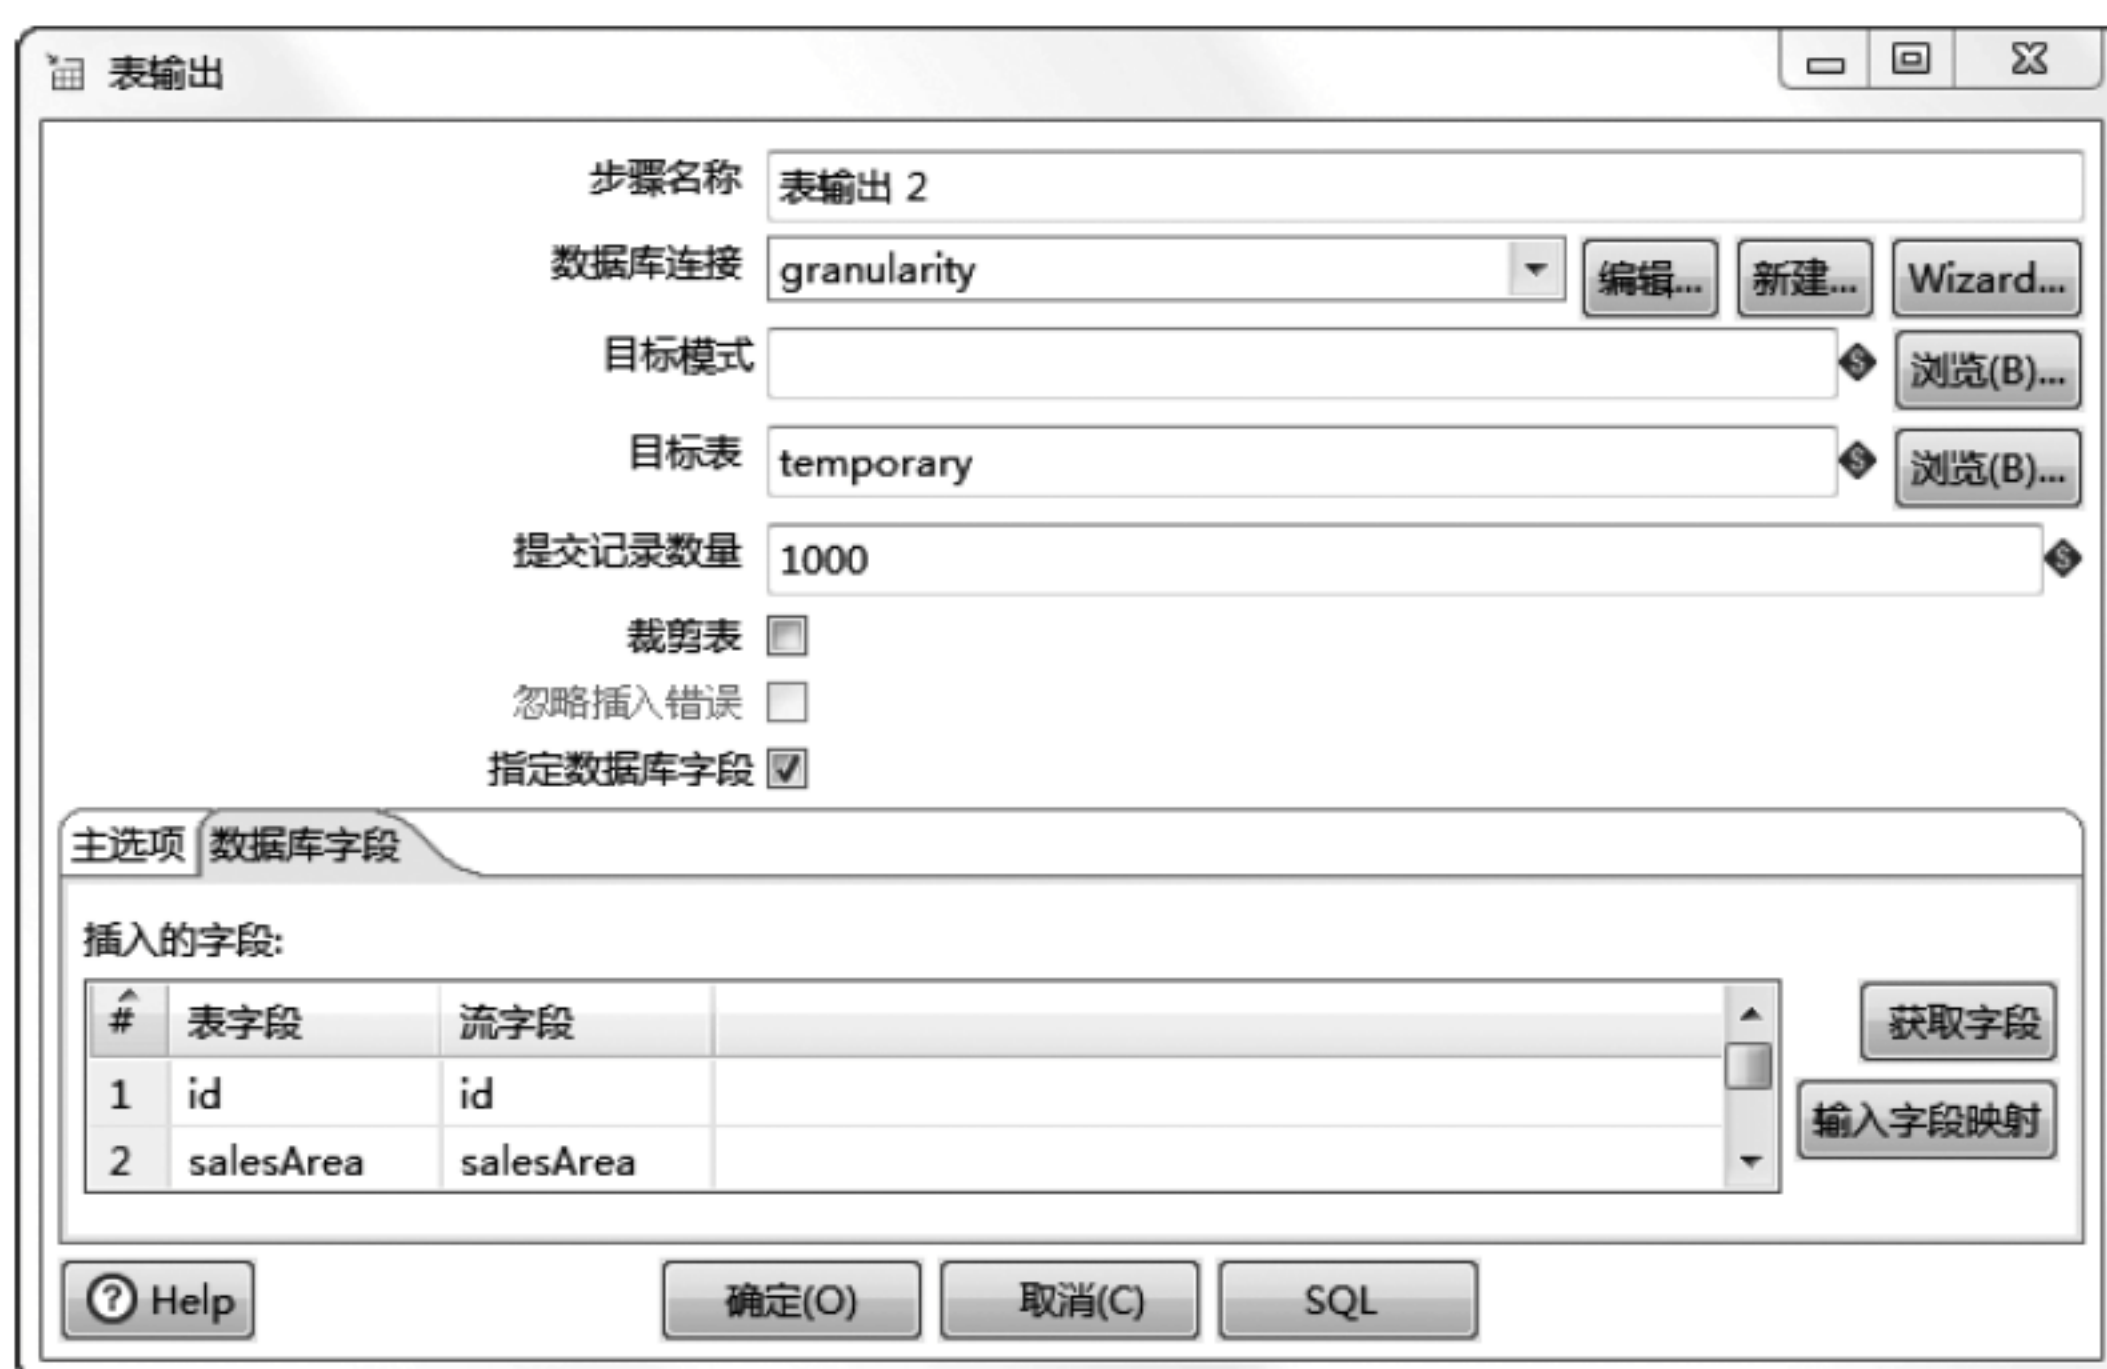 表输出
步骤名称 表输出 2
数据库连接 granularity 编辑... 新建... Wizard...
目标模式 浏览(B)...
目标表 temporary 浏览(B)...
提交记录数量 1000
裁剪表
忽略插入错误
指定数据库字段
主选项 数据库字段
插入的字段:
# 表字段 流字段 获取字段
1 id id
输入字段映射
2 salesArea salesArea
Help 确定(O) 取消(C) SQL